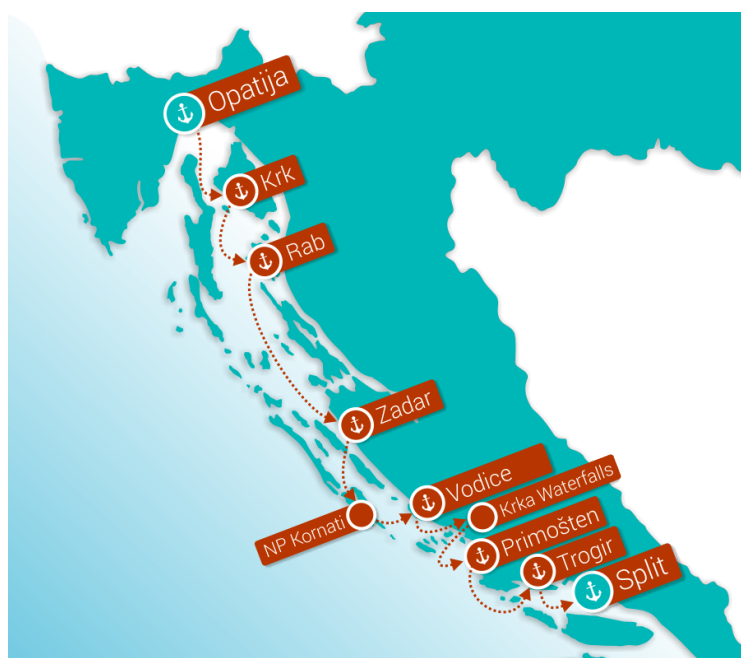 Opatija
Krk
Rab
Zadar
NP Kornati
Vodice
Krka Waterfalls
Primošten
Trogir
Split